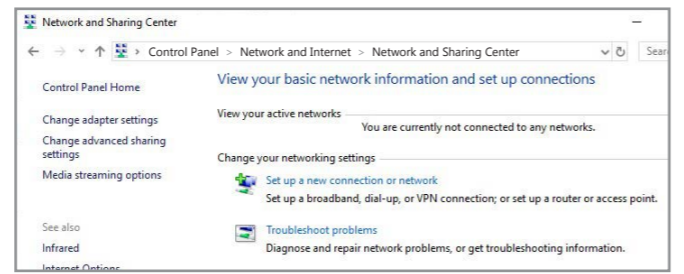 Network and Sharing Center
Control Panel > Network and Internet > Network and Sharing Center
Control Panel Home
Change adapter settings
Change advanced sharing
settings
Media streaming options
See also
Infrared
Internet Options
View your basic network information and set up connections
View your active networks
You are currently not connected to any networks.
Change your networking settings
Set up a new connection or network
Set up a broadband, dial-up, or VPN connection; or set up a router or access point.
Troubleshoot problems
Diagnose and repair network problems, or get troubleshooting information.